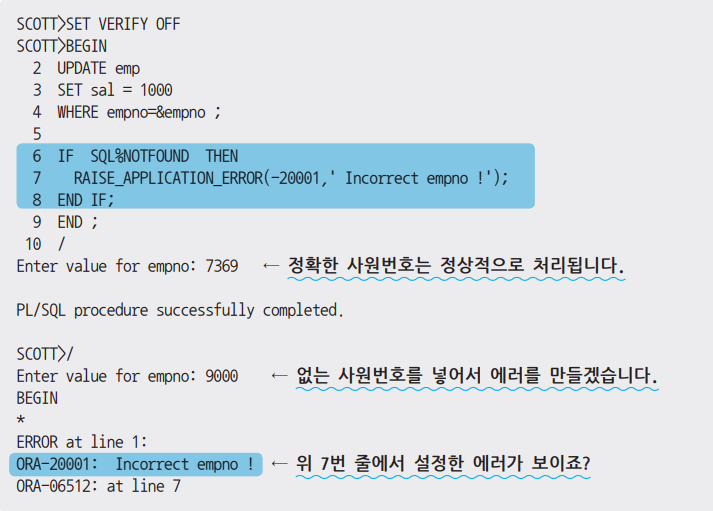 SCOTT>SET VERIFY OFF
SCOTT>BEGIN
2 UPDATE emp
3 SET sal = 1000
4 WHERE empno=&empno ;
5
6 IF SQL%NOTFOUND THEN
7 RAISE_APPLICATION_ERROR(-20001,' Incorrect empno !');
8 END IF;
9 END ;
10 /
Enter value for empno: 7369 ← 정확한 사원번호는 정상적으로 처리됩니다.
PL/SQL procedure successfully completed.
SCOTT>/
Enter value for empno: 9000 ← 없는 사원번호를 넣어서 에러를 만들겠습니다.
BEGIN
*
ERROR at line 1:
ORA-20001: Incorrect empno ! ← 위 7번 줄에서 설정한 에러가 보이죠?
ORA-06512: at line 7